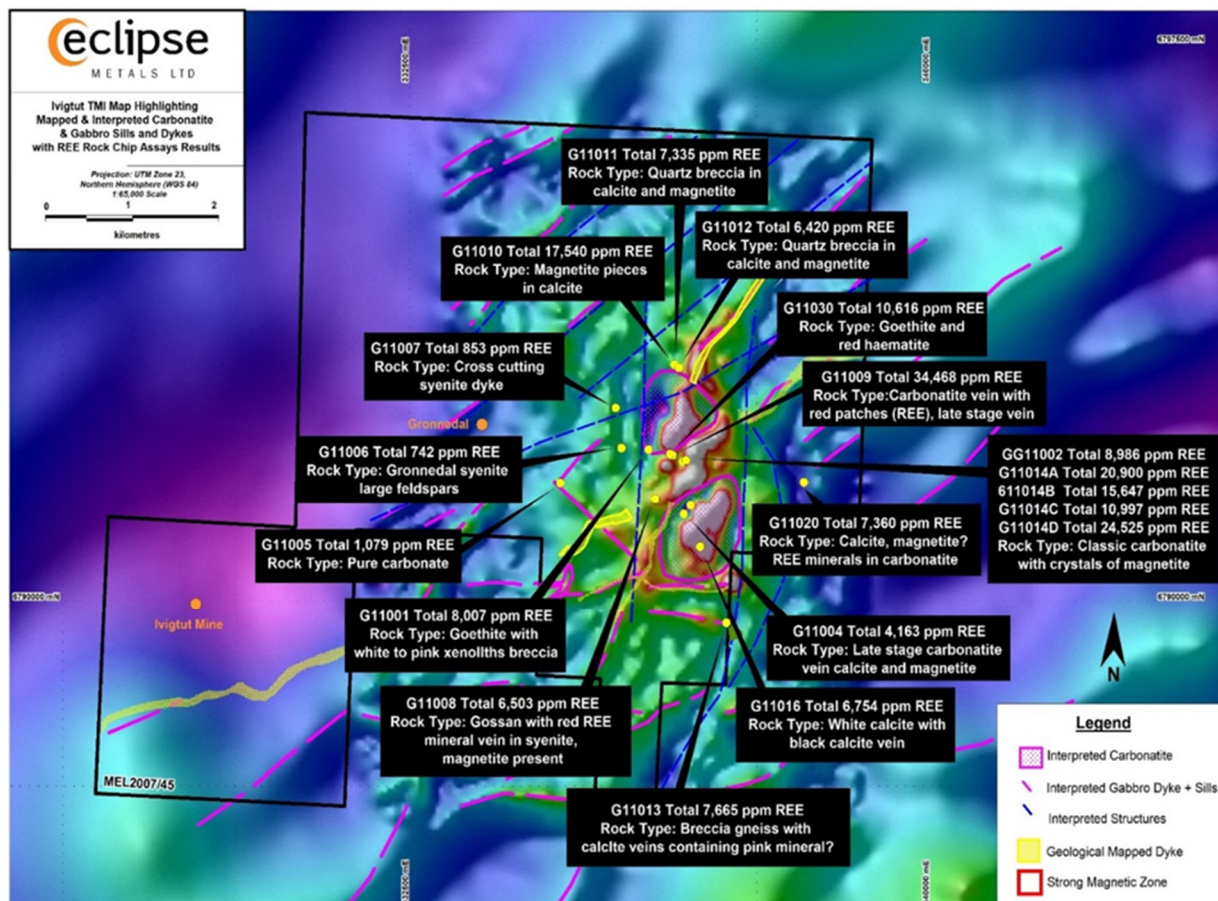 eclipse
METALS LTD
Ivigtut TMI Map Highlighting
Mapped & Interpreted Carbonatite
& Gabbro Sills and Dykes
with REE Rock Chip Assays Results
Projection: UTM Zone 23,
Northern Hemisphere (WGS 84)
1:65,000 Scale
0 1 2
kilometres
6797500 mN
G11011 Total 7,335 ppm REE
Rock Type: Quartz breccia in
calcite and magnetite
G11012 Total 6,420 ppm REE
Rock Type: Quartz breccia in
calcite and magnetite
G11010 Total 17,540 ppm REE
Rock Type: Magnetite pieces
in calcite
G11030 Total 10,616 ppm REE
Rock Type: Goethite and
red haematite
G11007 Total 853 ppm REE
Rock Type: Cross cutting
syenite dyke
G11009 Total 34,468 ppm REE
Rock Type:Carbonatite vein with
red patches (REE), late stage vein
Gronnedal
G11006 Total 742 ppm REE
Rock Type: Gronnedal syenite
large feldspars
GG11002 Total 8,986 ppm REE
G11014A Total 20,900 ppm REE
611014B Total 15,647 ppm REE
G11014C Total 10,997 ppm REE
G11014D Total 24,525 ppm REE
Rock Type: Classic carbonatite
with crystals of magnetite
G11020 Total 7,360 ppm REE
Rock Type: Calcite, magnetite?
REE minerals in carbonatite
G11005 Total 1,079 ppm REE
Rock Type: Pure carbonate
6790000 mN
6790000 mN
Ivigtut Mine
G11001 Total 8,007 ppm REE
Rock Type: Goethite with
white to pink xenollths breccia
G11004 Total 4,163 ppm REE
Rock Type: Late stage carbonatite
vein calcite and magnetite
N
G11008 Total 6,503 ppm REE
Rock Type: Gossan with red REE
mineral vein in syenite,
magnetite present
G11016 Total 6,754 ppm REE
Rock Type: White calcite with
black calcite vein
MEL2007/45
G11013 Total 7,665 ppm REE
Rock Type: Breccia gneiss with
calcite veins containing pink mineral?
Legend
Interpreted Carbonatite
Interpreted Gabbro Dyke + Sills
Interpreted Structures
Geological Mapped Dyke
Strong Magnetic Zone